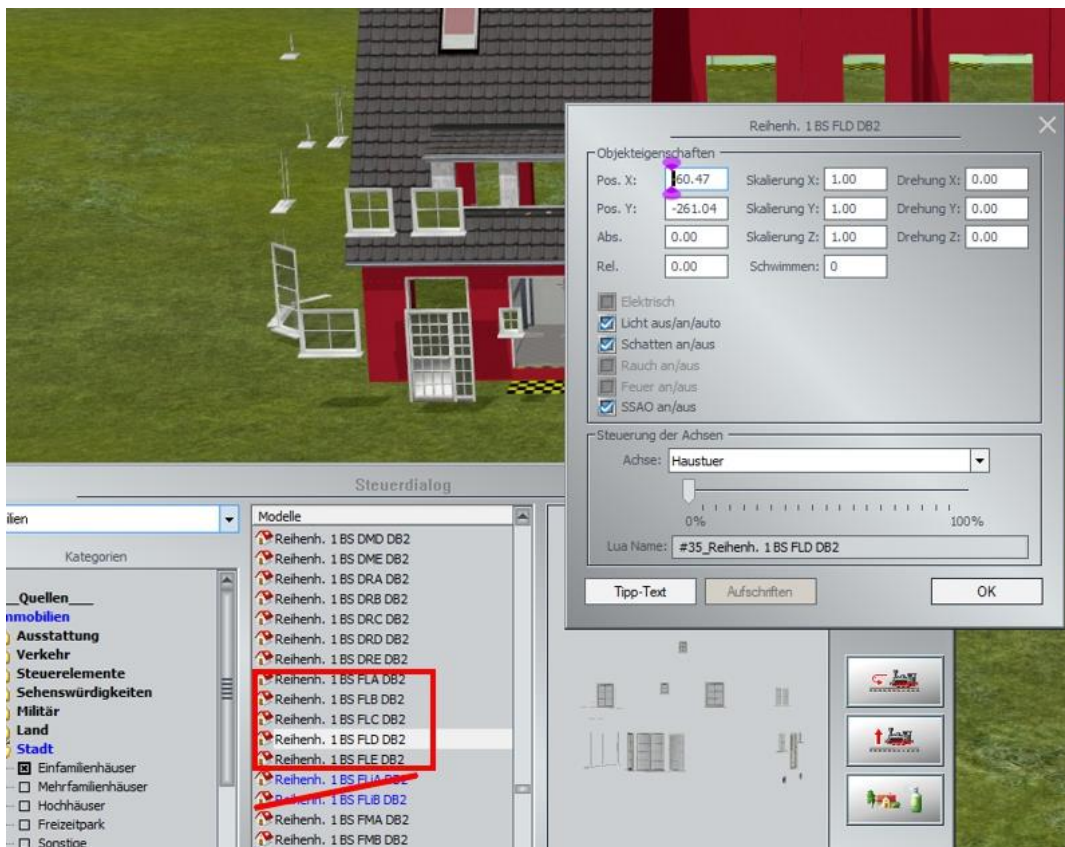 Reihenh. 1 BS FLD DB2
Objekteigenschaften
Pos. X: -60.47 Skalierung X: 1.00 Drehung X: 0.00
Pos. Y: -261.04 Skalierung Y: 1.00 Drehung Y: 0.00
Abs. 0.00 Skalierung Z: 1.00 Drehung Z: 0.00
Rel. 0.00 Schwimmen: 0
Elektrisch
Licht aus/an/auto
Schatten an/aus
Rauch an/aus
Feuer an/aus
SSAO an/aus
Steuerung der Achsen
Achse: Haustuer
0% 100%
Lua Name: #35_Reihenh. 1 BS FLD DB2
Tipp-Text Aufschriften OK
Steuerdialog
ilien
Kategorien
__Quellen__
mmobilien
Ausstattung
Verkehr
Steuerelemente
Sehenswürdigkeiten
Militär
Land
Stadt
Einfamilienhäuser
Mehrfamilienhäuser
Hochhäuser
Freizeitpark
Sonstige
Modelle
Reihenh. 1 BS DMD DB2
Reihenh. 1 BS DME DB2
Reihenh. 1 BS DRA DB2
Reihenh. 1 BS DRB DB2
Reihenh. 1 BS DRC DB2
Reihenh. 1 BS DRD DB2
Reihenh. 1 BS DRE DB2
Reihenh. 1 BS FLA DB2
Reihenh. 1 BS FLB DB2
Reihenh. 1 BS FLC DB2
Reihenh. 1 BS FLD DB2
Reihenh. 1 BS FLE DB2
Reihenh. 1 BS FLiA DB2
Reihenh. 1 BS FLiB DB2
Reihenh. 1 BS FMA DB2
Reihenh. 1 BS FMB DB2